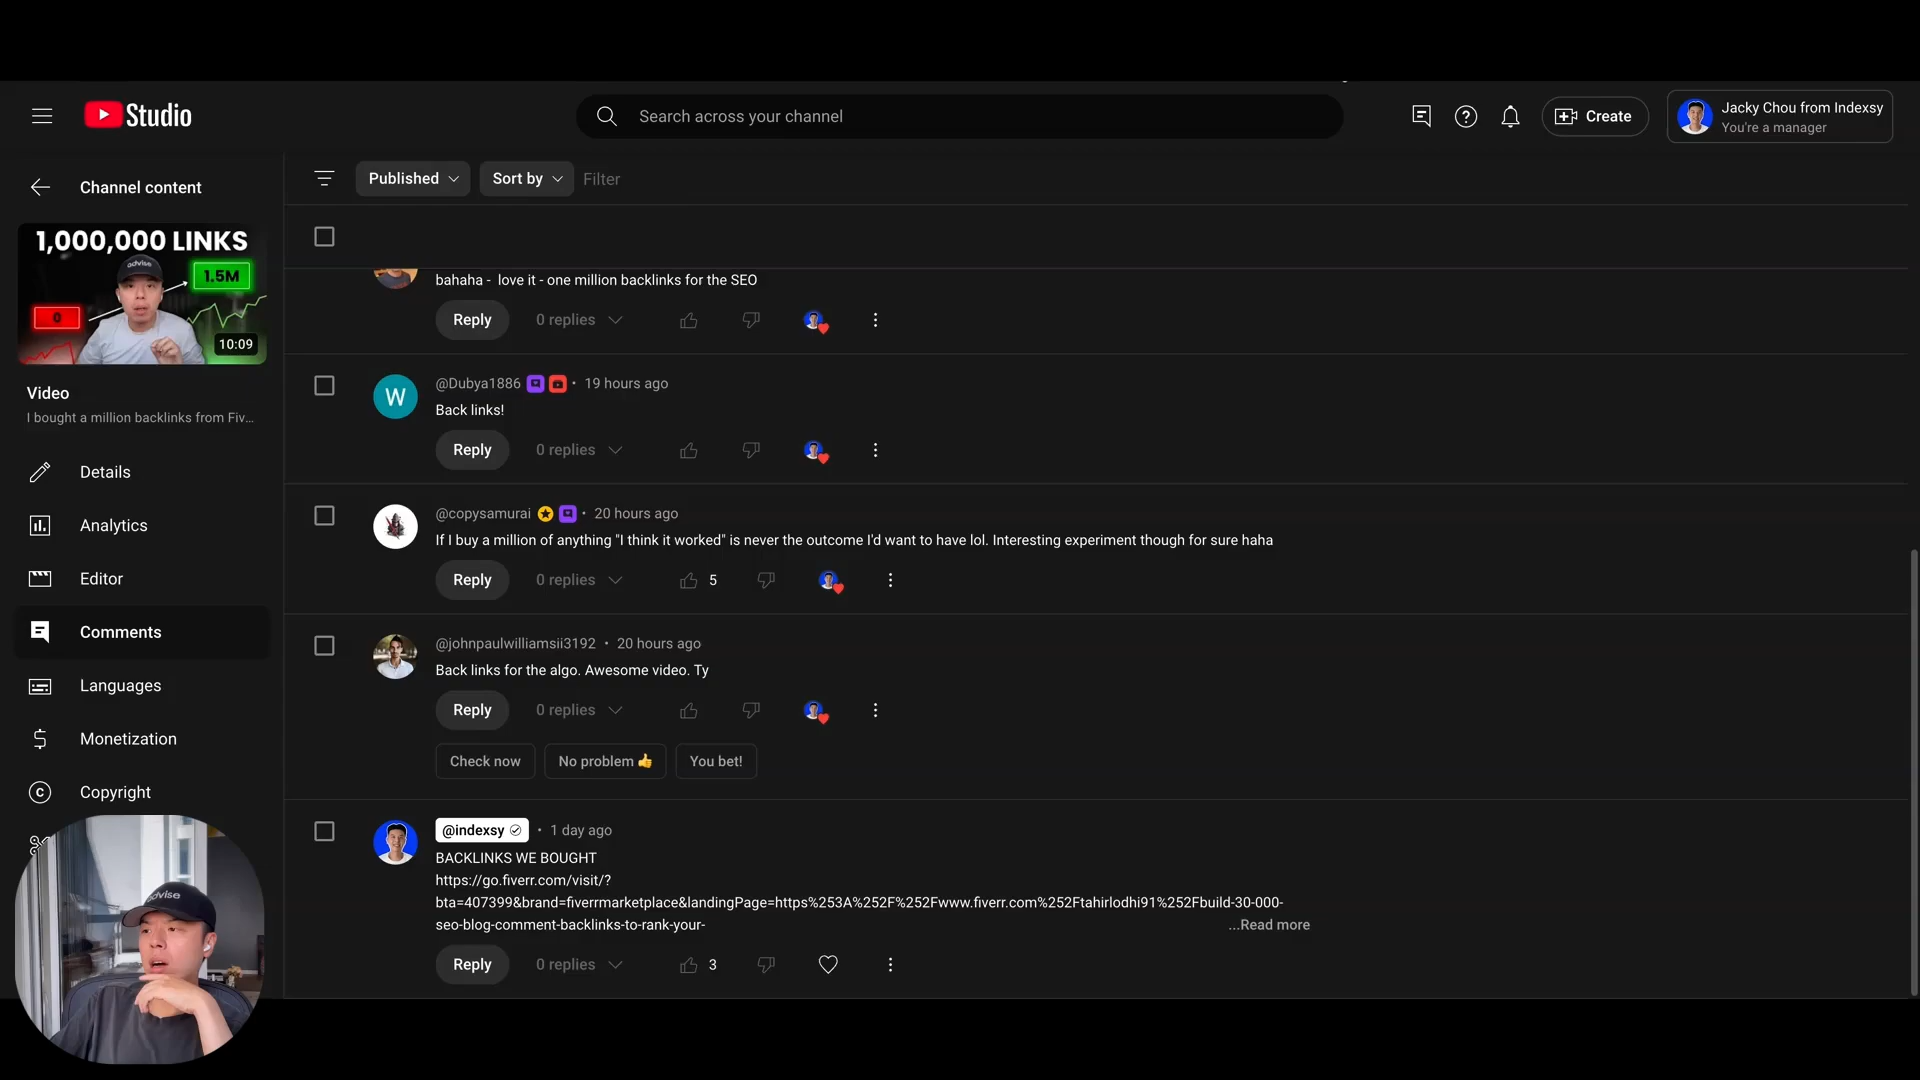 Studio
Search across your channel
Create
Jacky Chou from Indexsy
You're a manager
Channel content
1,000,000 LINKS
advise
1.5M
0
10:09
Video
I bought a million backlinks from Fiv...
Details
Analytics
Editor
Comments
Languages
Monetization
Copyright
advise
Published
Sort by
Filter
bahaha - love it - one million backlinks for the SEO
Reply
0 replies
@Dubya1886 • 19 hours ago
Back links!
Reply
0 replies
@copysamurai • 20 hours ago
If I buy a million of anything "I think it worked" is never the outcome I'd want to have lol. Interesting experiment though for sure haha
Reply
0 replies
5
@johnpaulwilliamsii3192 • 20 hours ago
Back links for the algo. Awesome video. Ty
Reply
0 replies
Check now
No problem 👍
You bet!
@indexsy • 1 day ago
BACKLINKS WE BOUGHT
https://go.fiverr.com/visit/?
bta=407399&brand=fiverrmarketplace&landingPage=https%253A%252F%252Fwww.fiverr.com%252Ftahirlodhi91%252Fbuild-30-000-
seo-blog-comment-backlinks-to-rank-your-
...Read more
Reply
0 replies
3